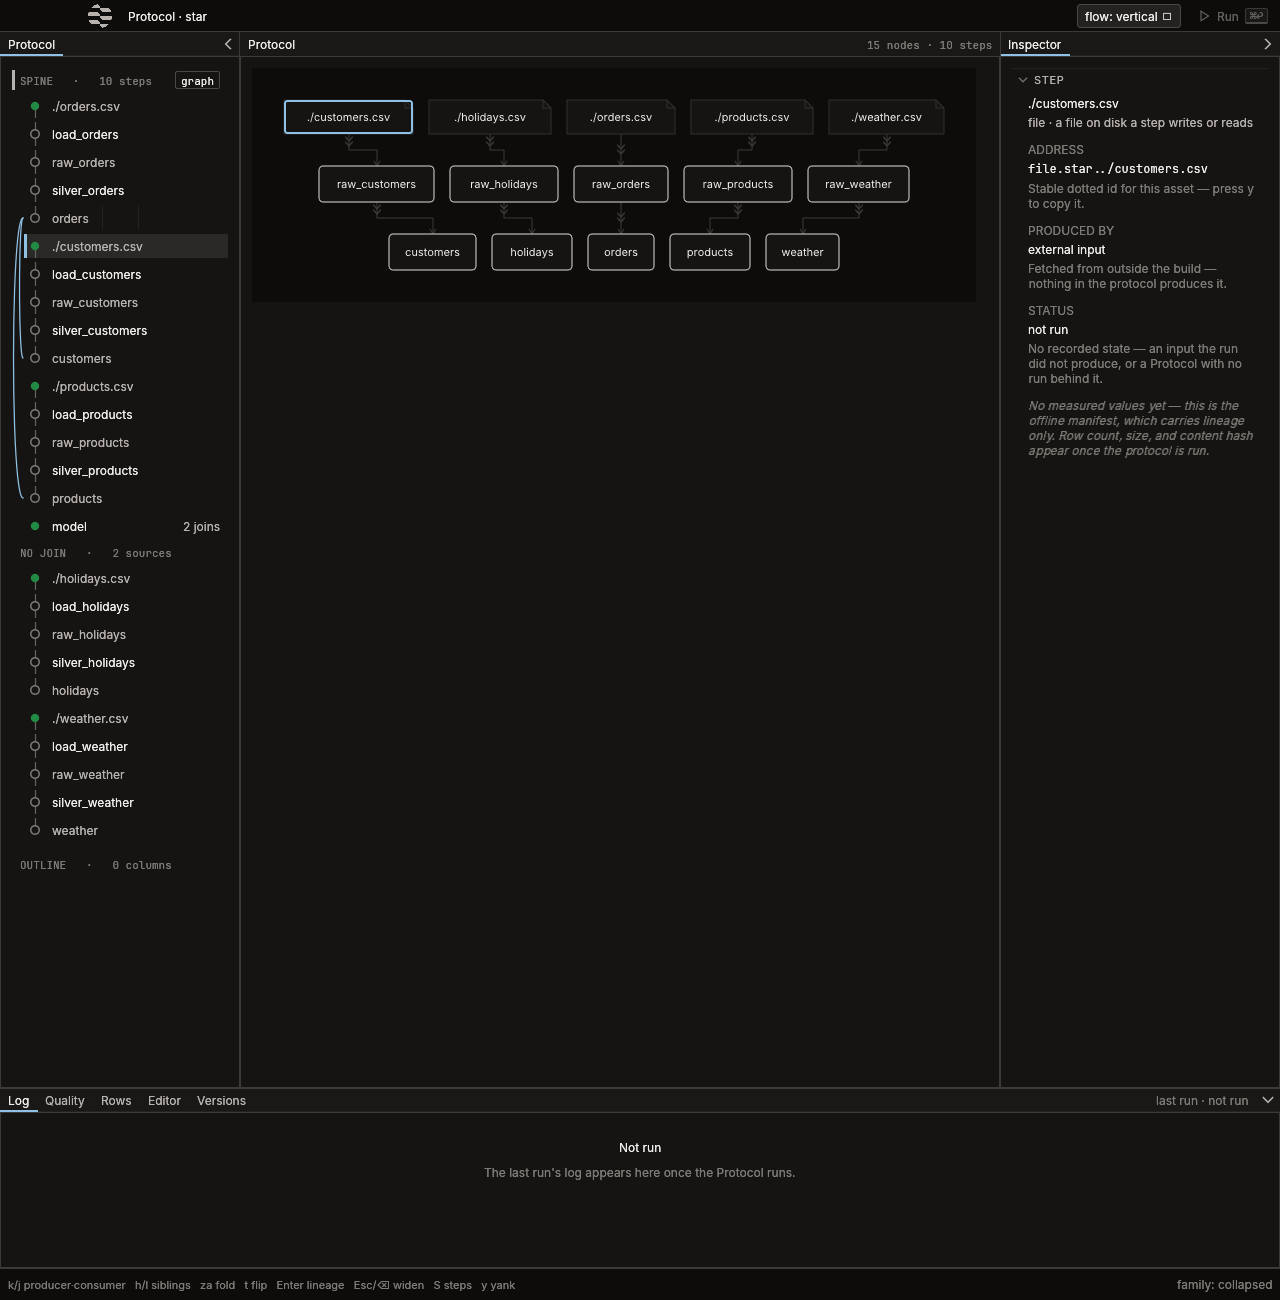 Protocol · star
flow: vertical
Run
Protocol
SPINE · 10 steps graph
./orders.csv
load_orders
raw_orders
silver_orders
orders
./customers.csv
load_customers
raw_customers
silver_customers
customers
./products.csv
load_products
raw_products
silver_products
products
model 2 joins
NO JOIN · 2 sources
./holidays.csv
load_holidays
raw_holidays
silver_holidays
holidays
./weather.csv
load_weather
raw_weather
silver_weather
weather
OUTLINE · 0 columns
Protocol 15 nodes · 10 steps
./customers.csv ./holidays.csv ./orders.csv ./products.csv ./weather.csv
raw_customers raw_holidays raw_orders raw_products raw_weather
customers holidays orders products weather
Inspector
STEP
./customers.csv
file · a file on disk a step writes or reads
ADDRESS
file.star../customers.csv
Stable dotted id for this asset — press y
to copy it.
PRODUCED BY
external input
Fetched from outside the build —
nothing in the protocol produces it.
STATUS
not run
No recorded state — an input the run
did not produce, or a Protocol with no
run behind it.
No measured values yet — this is the
offline manifest, which carries lineage
only. Row count, size, and content hash
appear once the protocol is run.
Log Quality Rows Editor Versions last run · not run
Not run
The last run's log appears here once the Protocol runs.
k/j producer·consumer h/l siblings za fold t flip Enter lineage Esc/⌫ widen S steps y yank family: collapsed